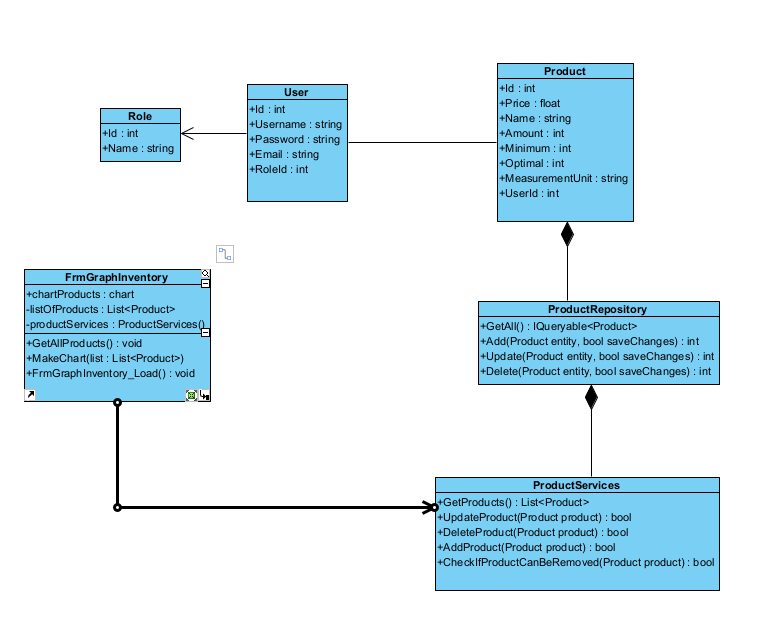 Role
+Id : int
+Name : string
User
+Id : int
+Username : string
+Password : string
+Email : string
+RoleId : int
Product
+Id : int
+Price : float
+Name : string
+Amount : int
+Minimum : int
+Optimal : int
+MeasurementUnit : string
+UserId : int
FrmGraphInventory
+chartProducts : chart
-listOfProducts : List<Product>
-productServices : ProductServices()
+GetAllProducts() : void
+MakeChart(list : List<Product>)
+FrmGraphInventory_Load() : void
ProductRepository
+GetAll() : IQueryable<Product>
+Add(Product entity, bool saveChanges) : int
+Update(Product entity, bool saveChanges) : int
+Delete(Product entity, bool saveChanges) : int
ProductServices
+GetProducts() : List<Product>
+UpdateProduct(Product product) : bool
+DeleteProduct(Product product) : bool
+AddProduct(Product product) : bool
+CheckIfProductCanBeRemoved(Product product) : bool